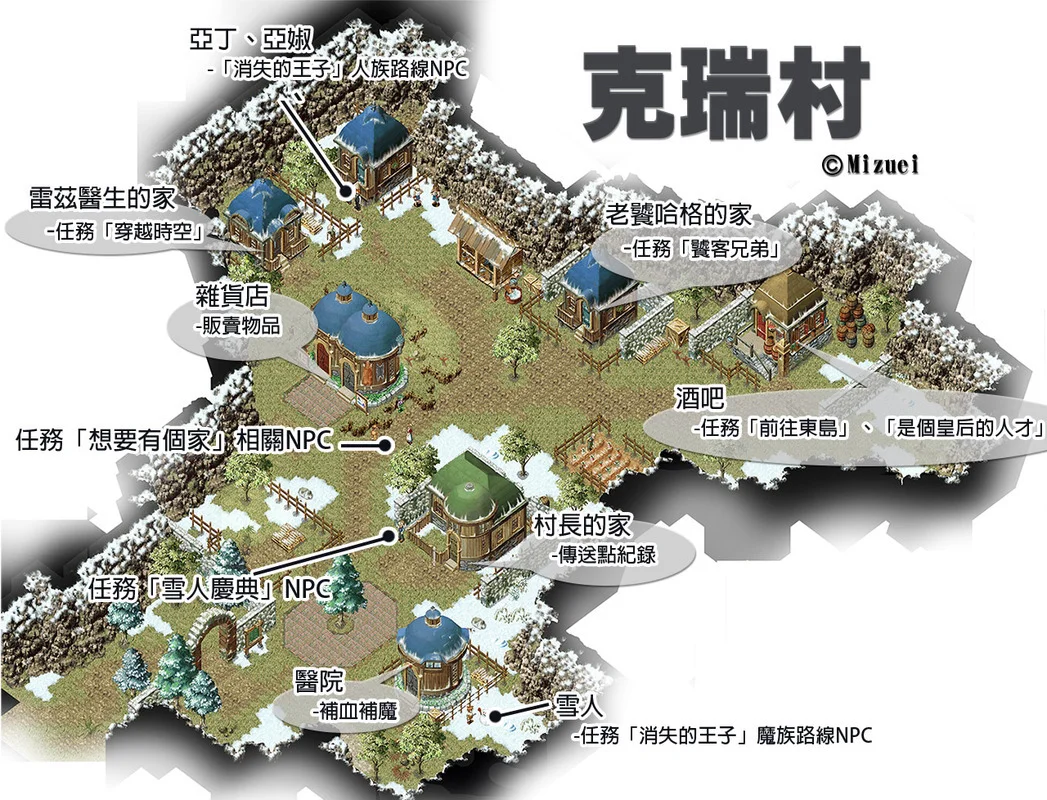 亞丁、亞婌
-「消失的王子」人族路線NPC
克瑞村
©Mizuei
雷茲醫生的家
-任務「穿越時空」
老饕哈格的家
-任務「饕客兄弟」
雜貨店
-販賣物品
酒吧
-任務「前往東島」、「是個皇后的人才」
任務「想要有個家」相關NPC
村長的家
-傳送點紀錄
任務「雪人慶典」NPC
醫院
-補血補魔
雪人
-任務「消失的王子」魔族路線NPC